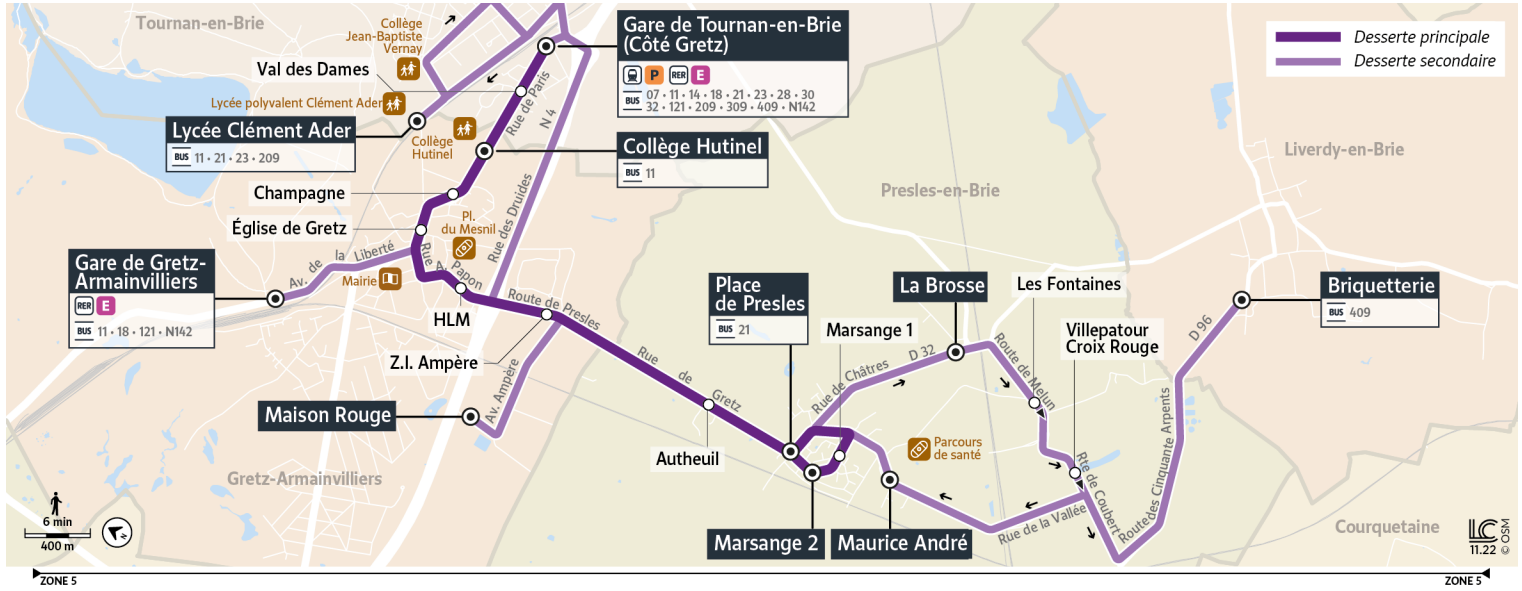 Tournan-en-Brie
Collège
Jean-Baptiste
Vernay
Val des Dames
Lycée polyvalent Clément Ader
Lycée Clément Ader
BUS 11 • 21 • 23 • 209
Collège
Hutinel
Rue de Paris
N 4
Gare de Tournan-en-Brie
(Côté Gretz)
P RER E
BUS 07 • 11 • 14 • 18 • 21 • 23 • 28 • 30
32 • 121 • 209 • 309 • 409 • N142
Collège Hutinel
BUS 11
Desserte principale
Desserte secondaire
Liverdy-en-Brie
Presles-en-Brie
Champagne
Église de Gretz
Pl.
du Mesnil
Rue des Druides
Av. de la Liberté
Mairie
Rue A. Papon
Gare de Gretz-
Armainvilliers
RER E
BUS 11 • 18 • 121 • N142
HLM
Route de Presles
Z.I. Ampère
Av. Ampère
Maison Rouge
Gretz-Armainvilliers
Rue de Gretz
Autheuil
Place
de Presles
BUS 21
Marsange 1
Rue de Châtres
D 32
La Brosse
Les Fontaines
Route de Melun
Villepatour
Croix Rouge
Briquetterie
BUS 409
D 96
Route des Cinquante Arpents
Rte de Coubert
Rue de la Vallée
Parcours
de santé
Marsange 2
Maurice André
Courquetaine
6 min
400 m
N
LC
11.22
© OSM
ZONE 5
ZONE 5